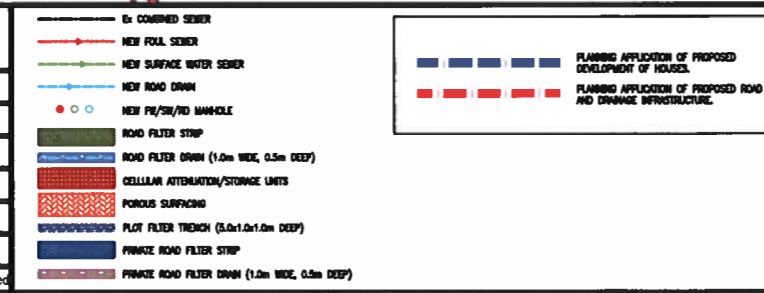 Ex COMBINED SEWER
NEW FOUL SEWER
NEW SURFACE WATER SEWER
NEW ROAD DRAIN
NEW FW/SW/RD MANHOLE
ROAD FILTER STRIP
ROAD FILTER DRAIN (1.0m WIDE, 0.5m DEEP)
CELLULAR ATTENUATION/STORAGE UNITS
POROUS SURFACING
PLOT FILTER TRENCH (5.0x1.0x1.0m DEEP)
PRIVATE ROAD FILTER STRIP
PRIVATE ROAD FILTER DRAIN (1.0m WIDE, 0.5m DEEP)
PLANNING APPLICATION OF PROPOSED
DEVELOPMENT OF HOUSES.
PLANNING APPLICATION OF PROPOSED ROAD
AND DRAINAGE INFRASTRUCTURE.